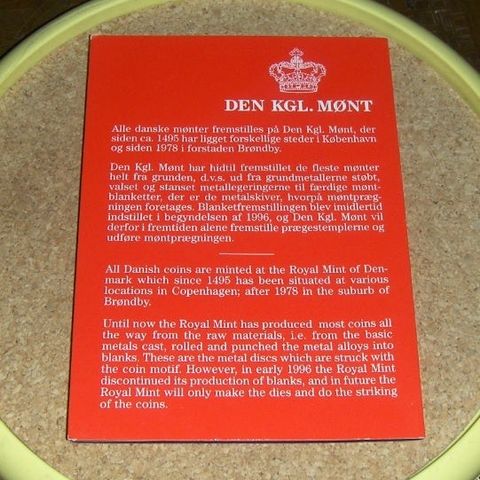 DEN KGL. MØNT
Alle danske mønter fremstilles på Den Kgl. Mønt, der
siden ca. 1495 har ligget forskellige steder i København
og siden 1978 i forstaden Brøndby.
Den Kgl. Mønt har hidtil fremstillet de fleste mønter
helt fra grunden, d.v.s. ud fra grundmetallerne støbt,
valset og stanset metallegeringerne til færdige mønt-
blanketter, der er de metalskiver, hvorpå møntpræg-
ningen foretages. Blanketfremstillingen blev imidlertid
indstillet i begyndelsen af 1996, og Den Kgl. Mønt vil
derfor i fremtiden alene fremstille prægestemplerne og
udføre møntprægningen.
All Danish coins are minted at the Royal Mint of Den-
mark which since 1495 has been situated at various
locations in Copenhagen; after 1978 in the suburb of
Brøndby.
Until now the Royal Mint has produced most coins all
the way from the raw materials, i.e. from the basic
metals cast, rolled and punched the metal alloys into
blanks. These are the metal discs which are struck with
the coin motif. However, in early 1996 the Royal Mint
discontinued its production of blanks, and in future the
Royal Mint will only make the dies and do the striking
of the coins.